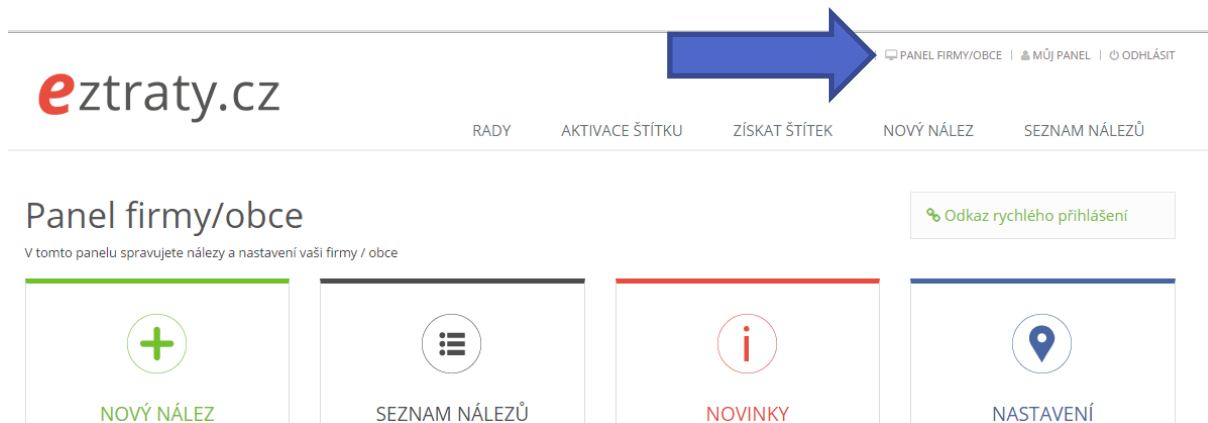 PANEL FIRMY/OBCE | MŮJ PANEL | ODHLÁSIT
eztraty.cz
RADY AKTIVACE ŠTÍTKU ZÍSKAT ŠTÍTEK NOVÝ NÁLEZ SEZNAM NÁLEZŮ
Panel firmy/obce
Odkaz rychlého přihlášení
V tomto panelu spravujete nálezy a nastavení vaši firmy / obce
NOVÝ NÁLEZ SEZNAM NÁLEZŮ NOVINKY NASTAVENÍ